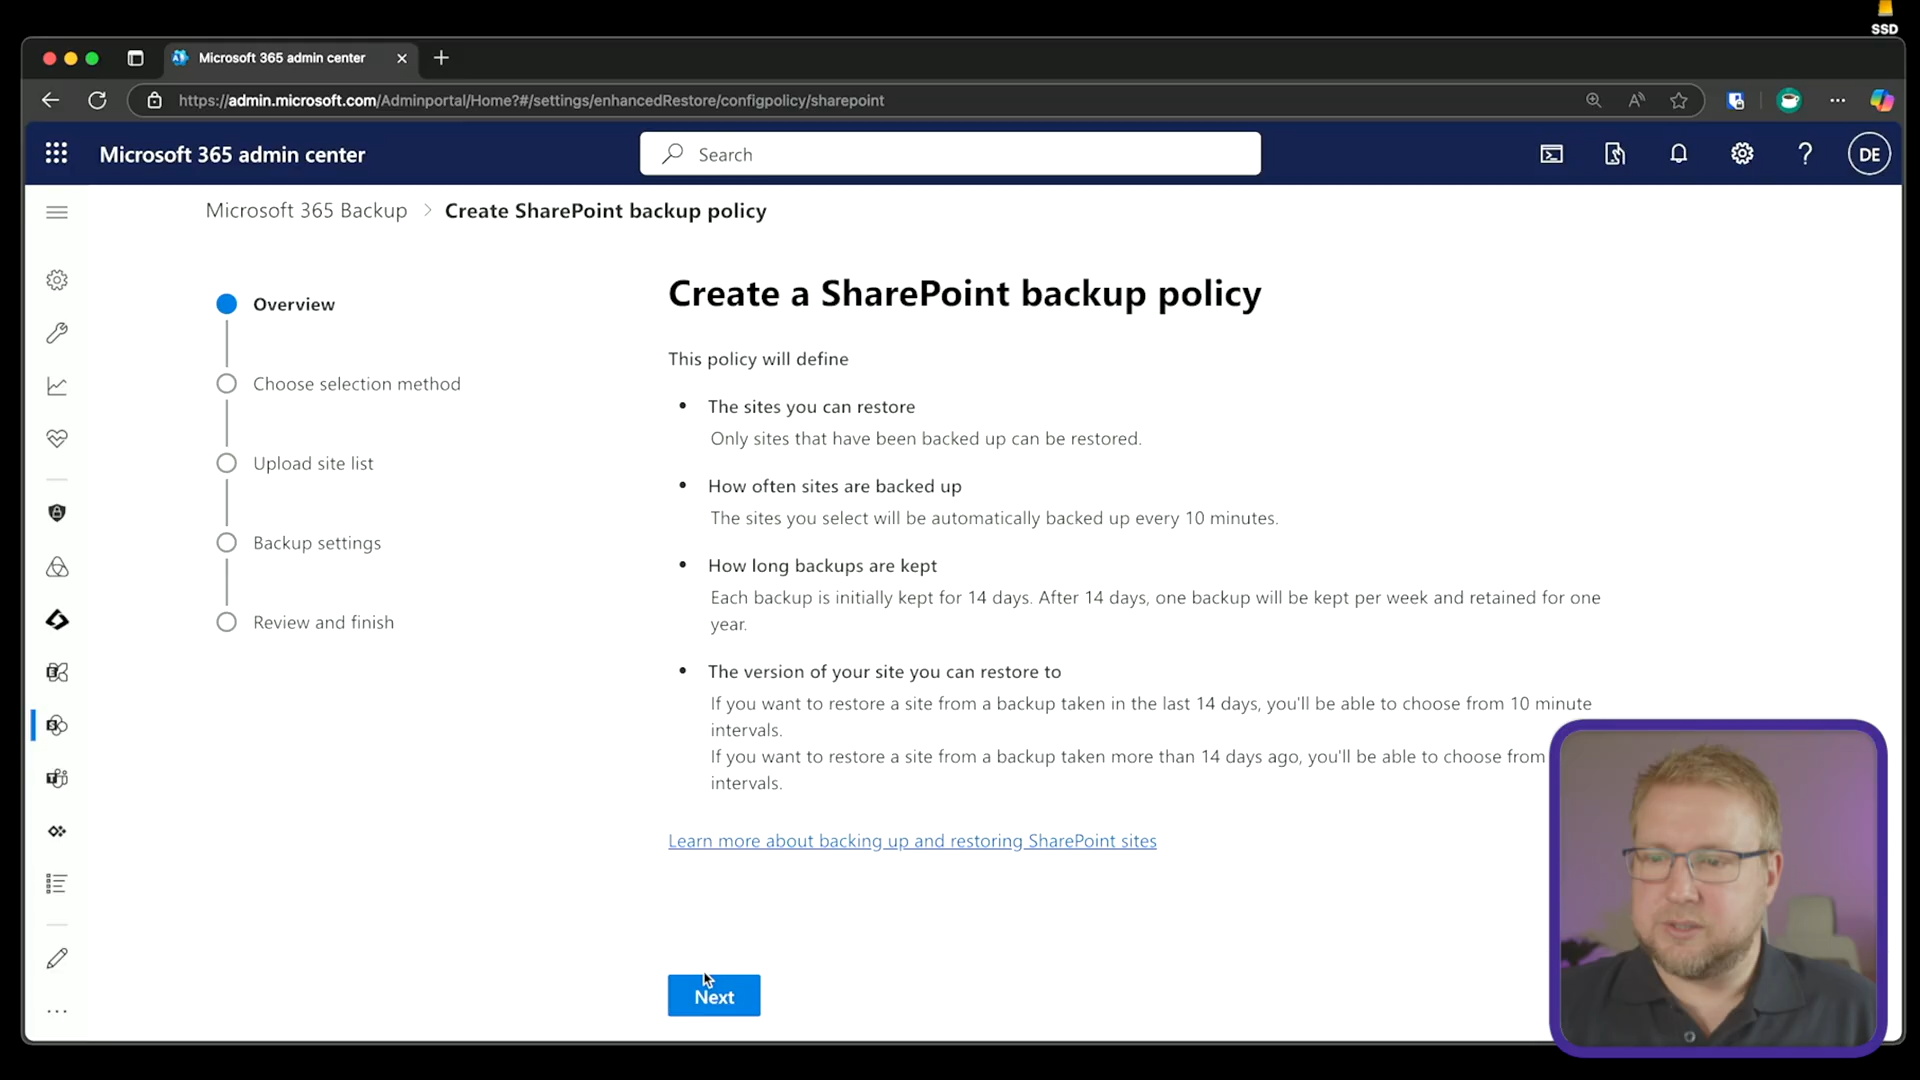 SSD
Microsoft 365 admin center
https://admin.microsoft.com/Adminportal/Home?#/settings/enhancedRestore/configpolicy/sharepoint
Microsoft 365 admin center
Search
DE
Microsoft 365 Backup > Create SharePoint backup policy
Overview
Choose selection method
Upload site list
Backup settings
Review and finish
Create a SharePoint backup policy
This policy will define
• The sites you can restore
Only sites that have been backed up can be restored.
• How often sites are backed up
The sites you select will be automatically backed up every 10 minutes.
• How long backups are kept
Each backup is initially kept for 14 days. After 14 days, one backup will be kept per week and retained for one
year.
• The version of your site you can restore to
If you want to restore a site from a backup taken in the last 14 days, you'll be able to choose from 10 minute
intervals.
If you want to restore a site from a backup taken more than 14 days ago, you'll be able to choose from
intervals.
Learn more about backing up and restoring SharePoint sites
Next